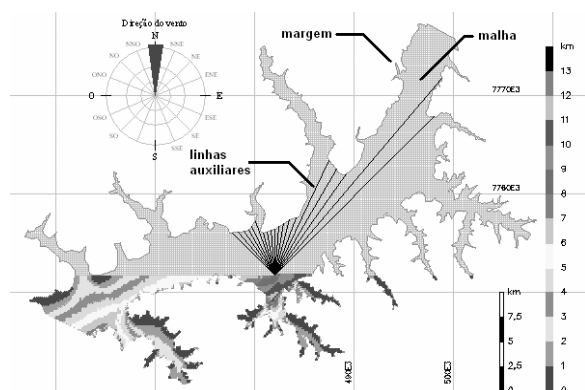 Direção do vento
N
NNO
NNE
NO
NE
ONO
ENE
O
E
OSO
ESE
SO
SE
SSE
S
margem
malha
linhas
auxiliares
7770E3
7760E3
490E3
500E3
km
7,5
5
2,5
0
km
13
12
11
10
9
8
7
6
5
4
3
2
1
0